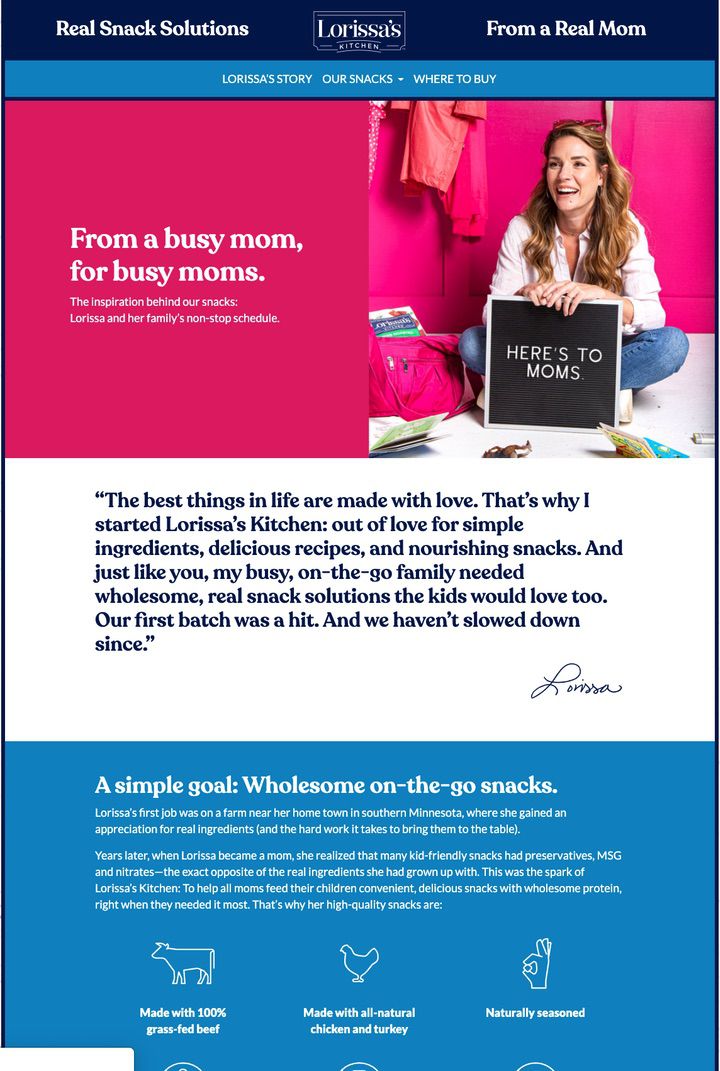 Real Snack Solutions
Lorissa's
KITCHEN
From a Real Mom
LORISSA'S STORY OUR SNACKS WHERE TO BUY
From a busy mom,
for busy moms.
The inspiration behind our snacks:
Lorissa and her family's non-stop schedule.
Lorissa's
HERE'S TO
MOMS.
“The best things in life are made with love. That's why I
started Lorissa's Kitchen: out of love for simple
ingredients, delicious recipes, and nourishing snacks. And
just like you, my busy, on-the-go family needed
wholesome, real snack solutions the kids would love too.
Our first batch was a hit. And we haven't slowed down
since.”
Lorissa
A simple goal: Wholesome on-the-go snacks.
Lorissa's first job was on a farm near her home town in southern Minnesota, where she gained an
appreciation for real ingredients (and the hard work it takes to bring them to the table).
Years later, when Lorissa became a mom, she realized that many kid-friendly snacks had preservatives, MSG
and nitrates—the exact opposite of the real ingredients she had grown up with. This was the spark of
Lorissa's Kitchen: To help all moms feed their children convenient, delicious snacks with wholesome protein,
right when they needed it most. That's why her high-quality snacks are:
Made with 100%
grass-fed beef
Made with all-natural
chicken and turkey
Naturally seasoned